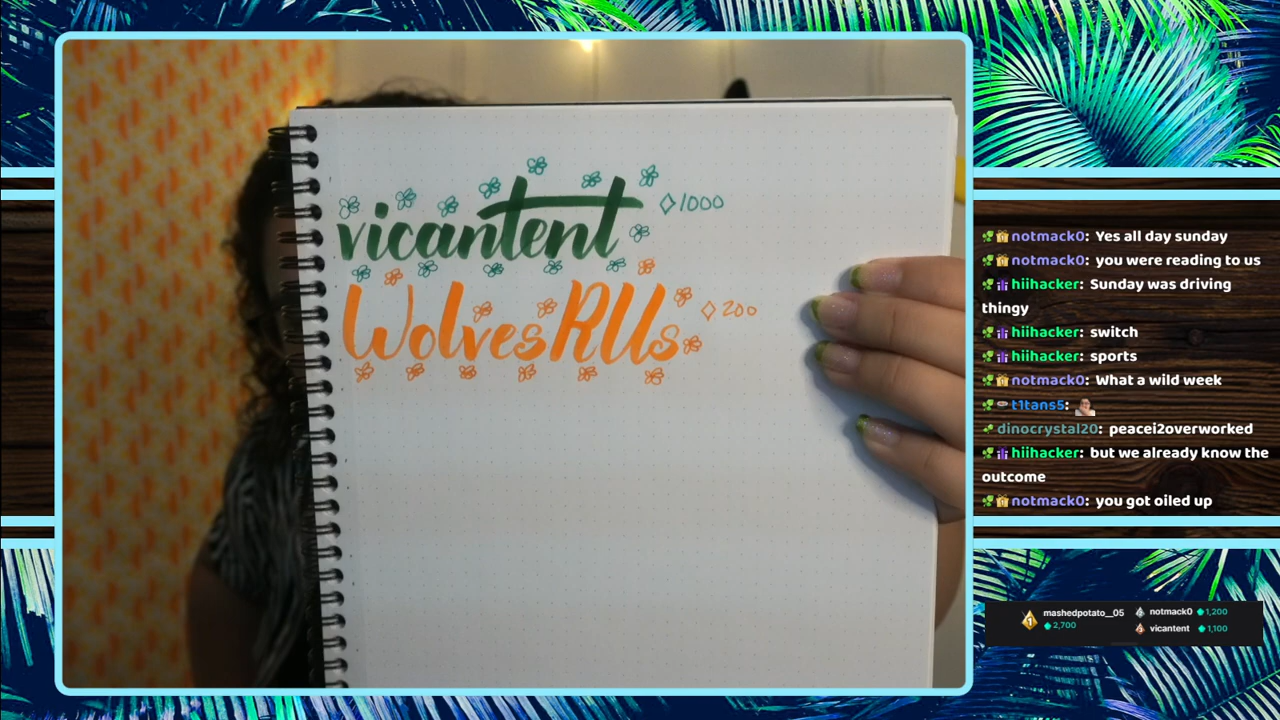 vicantent ◇1000
WolvesRUs ◇200
notmack0: Yes all day sunday
notmack0: you were reading to us
hiihacker: Sunday was driving
thingy
hiihacker: switch
hiihacker: sports
notmack0: What a wild week
t1tans5:
dinocrystal20: peacei2overworked
hiihacker: but we already know the
outcome
notmack0: you got oiled up
1 mashedpotato__05
2,700
notmack0 1,200
vicantent 1,100